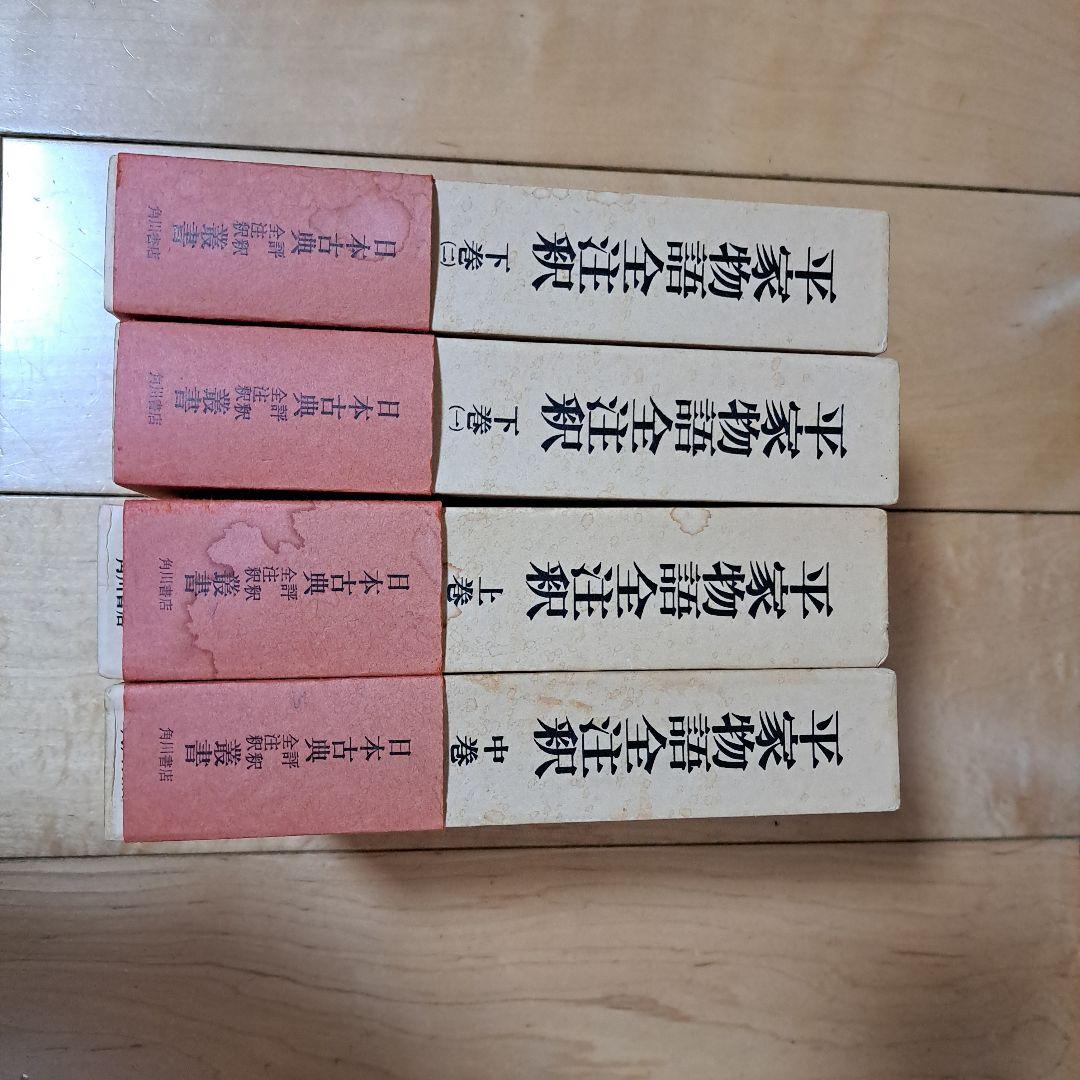 平家物語全注釈 下巻(二)
日本古典
評釈
全注釈
叢書
角川書店
平家物語全注釈 下巻(一)
日本古典
評釈
全注釈
叢書
角川書店
平家物語全注釈 上巻
日本古典
評釈
全注釈
叢書
角川書店
角川書店
平家物語全注釈 中巻
日本古典
評釈
全注釈
叢書
角川書店